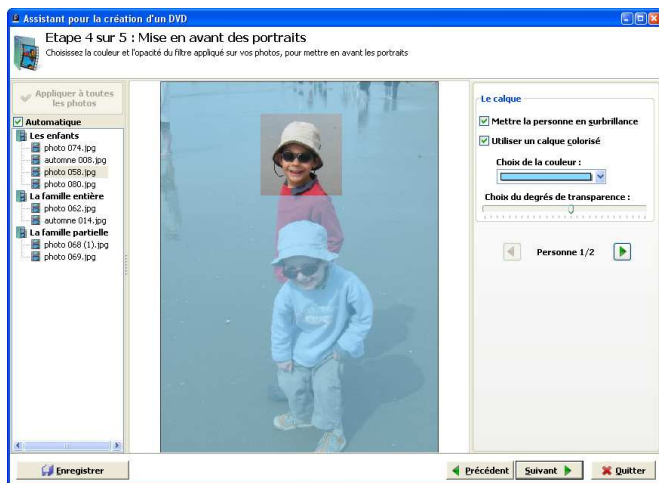 Assistant pour la création d'un DVD
Etape 4 sur 5 : Mise en avant des portraits
Choisissez la couleur et l'opacité du filtre appliqué sur vos photos, pour mettre en avant les portraits
Appliquer à toutes
les photos
Automatique
Les enfants
photo 074.jpg
automne 008.jpg
photo 058.jpg
photo 080.jpg
La famille entière
photo 062.jpg
automne 014.jpg
La famille partielle
photo 068 (1).jpg
photo 069.jpg
Le calque
Mettre la personne en surbrillance
Utiliser un calque colorisé
Choix de la couleur :
Choix du degrés de transparence :
Personne 1/2
Enregistrer
Précédent
Suivant
Quitter